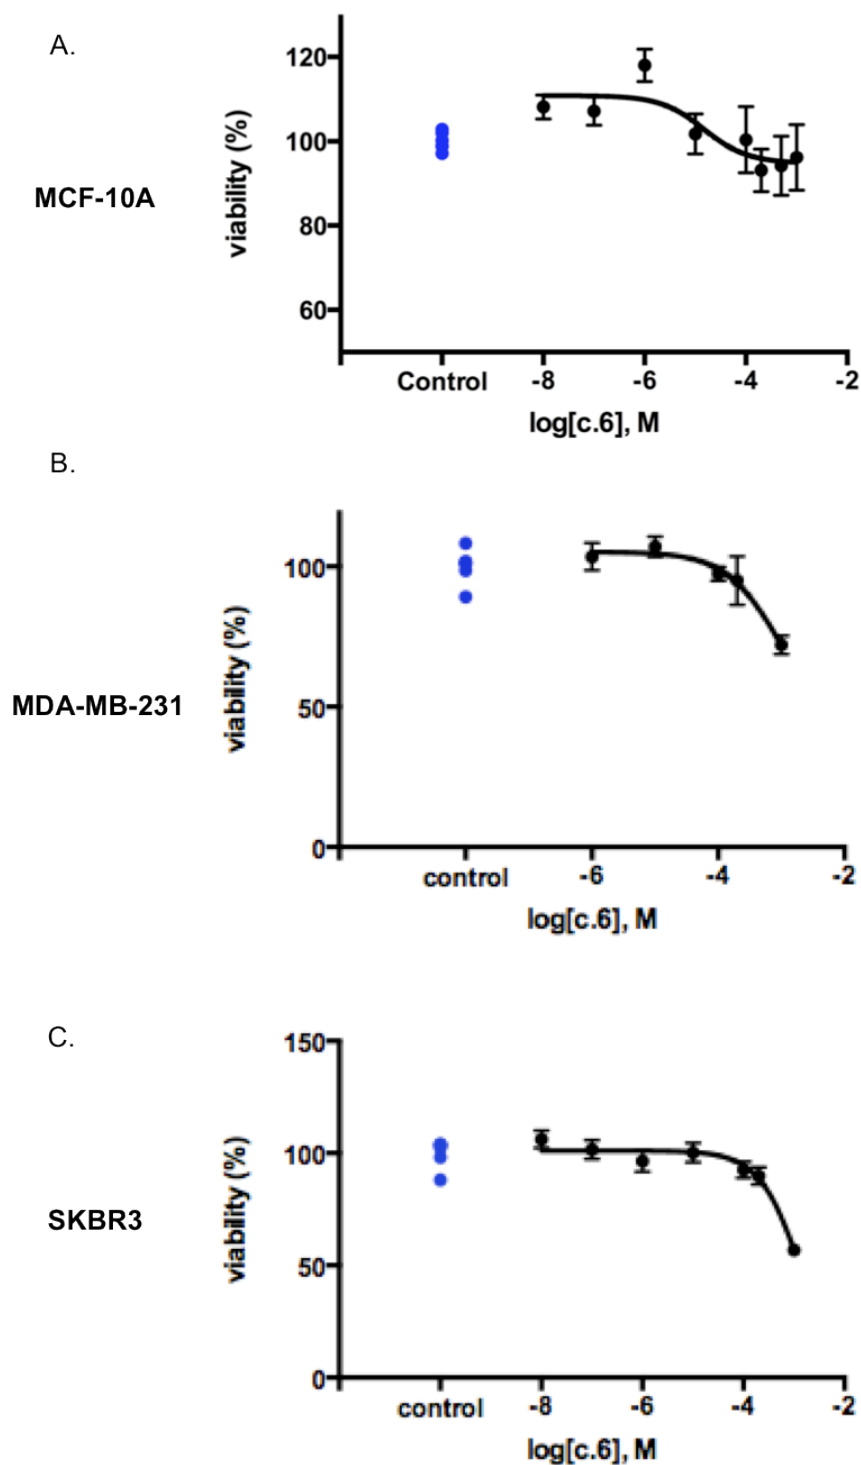 A.
MCF-10A
viability (%)
120
100
80
60
Control -8 -6 -4 -2
log[c.6], M
B.
MDA-MB-231
viability (%)
100
50
0
control -6 -4 -2
log[c.6], M
C.
SKBR3
viability (%)
150
100
50
0
control -8 -6 -4 -2
log[c.6], M